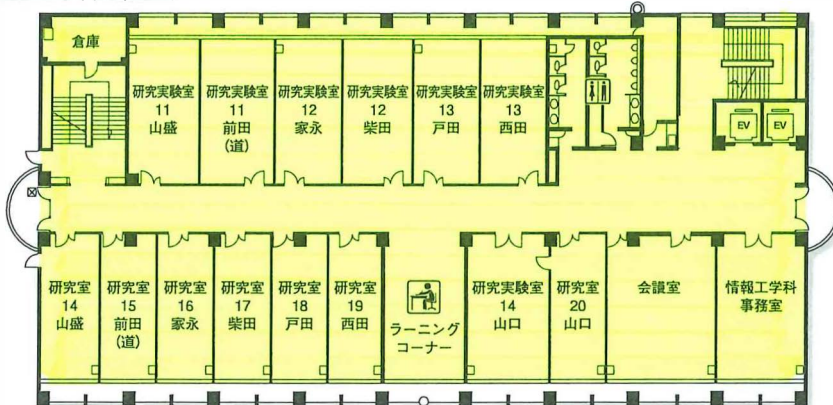 倉庫
研究実験室
11
山盛
研究実験室
11
前田
(道)
研究実験室
12
家永
研究実験室
12
柴田
研究実験室
13
戸田
研究実験室
13
西田
EV
EV
研究室
14
山盛
研究室
15
前田
(道)
研究室
16
家永
研究室
17
柴田
研究室
18
戸田
研究室
19
西田
ラーニング
コーナー
研究実験室
14
山口
研究室
20
山口
会議室
情報工学科
事務室